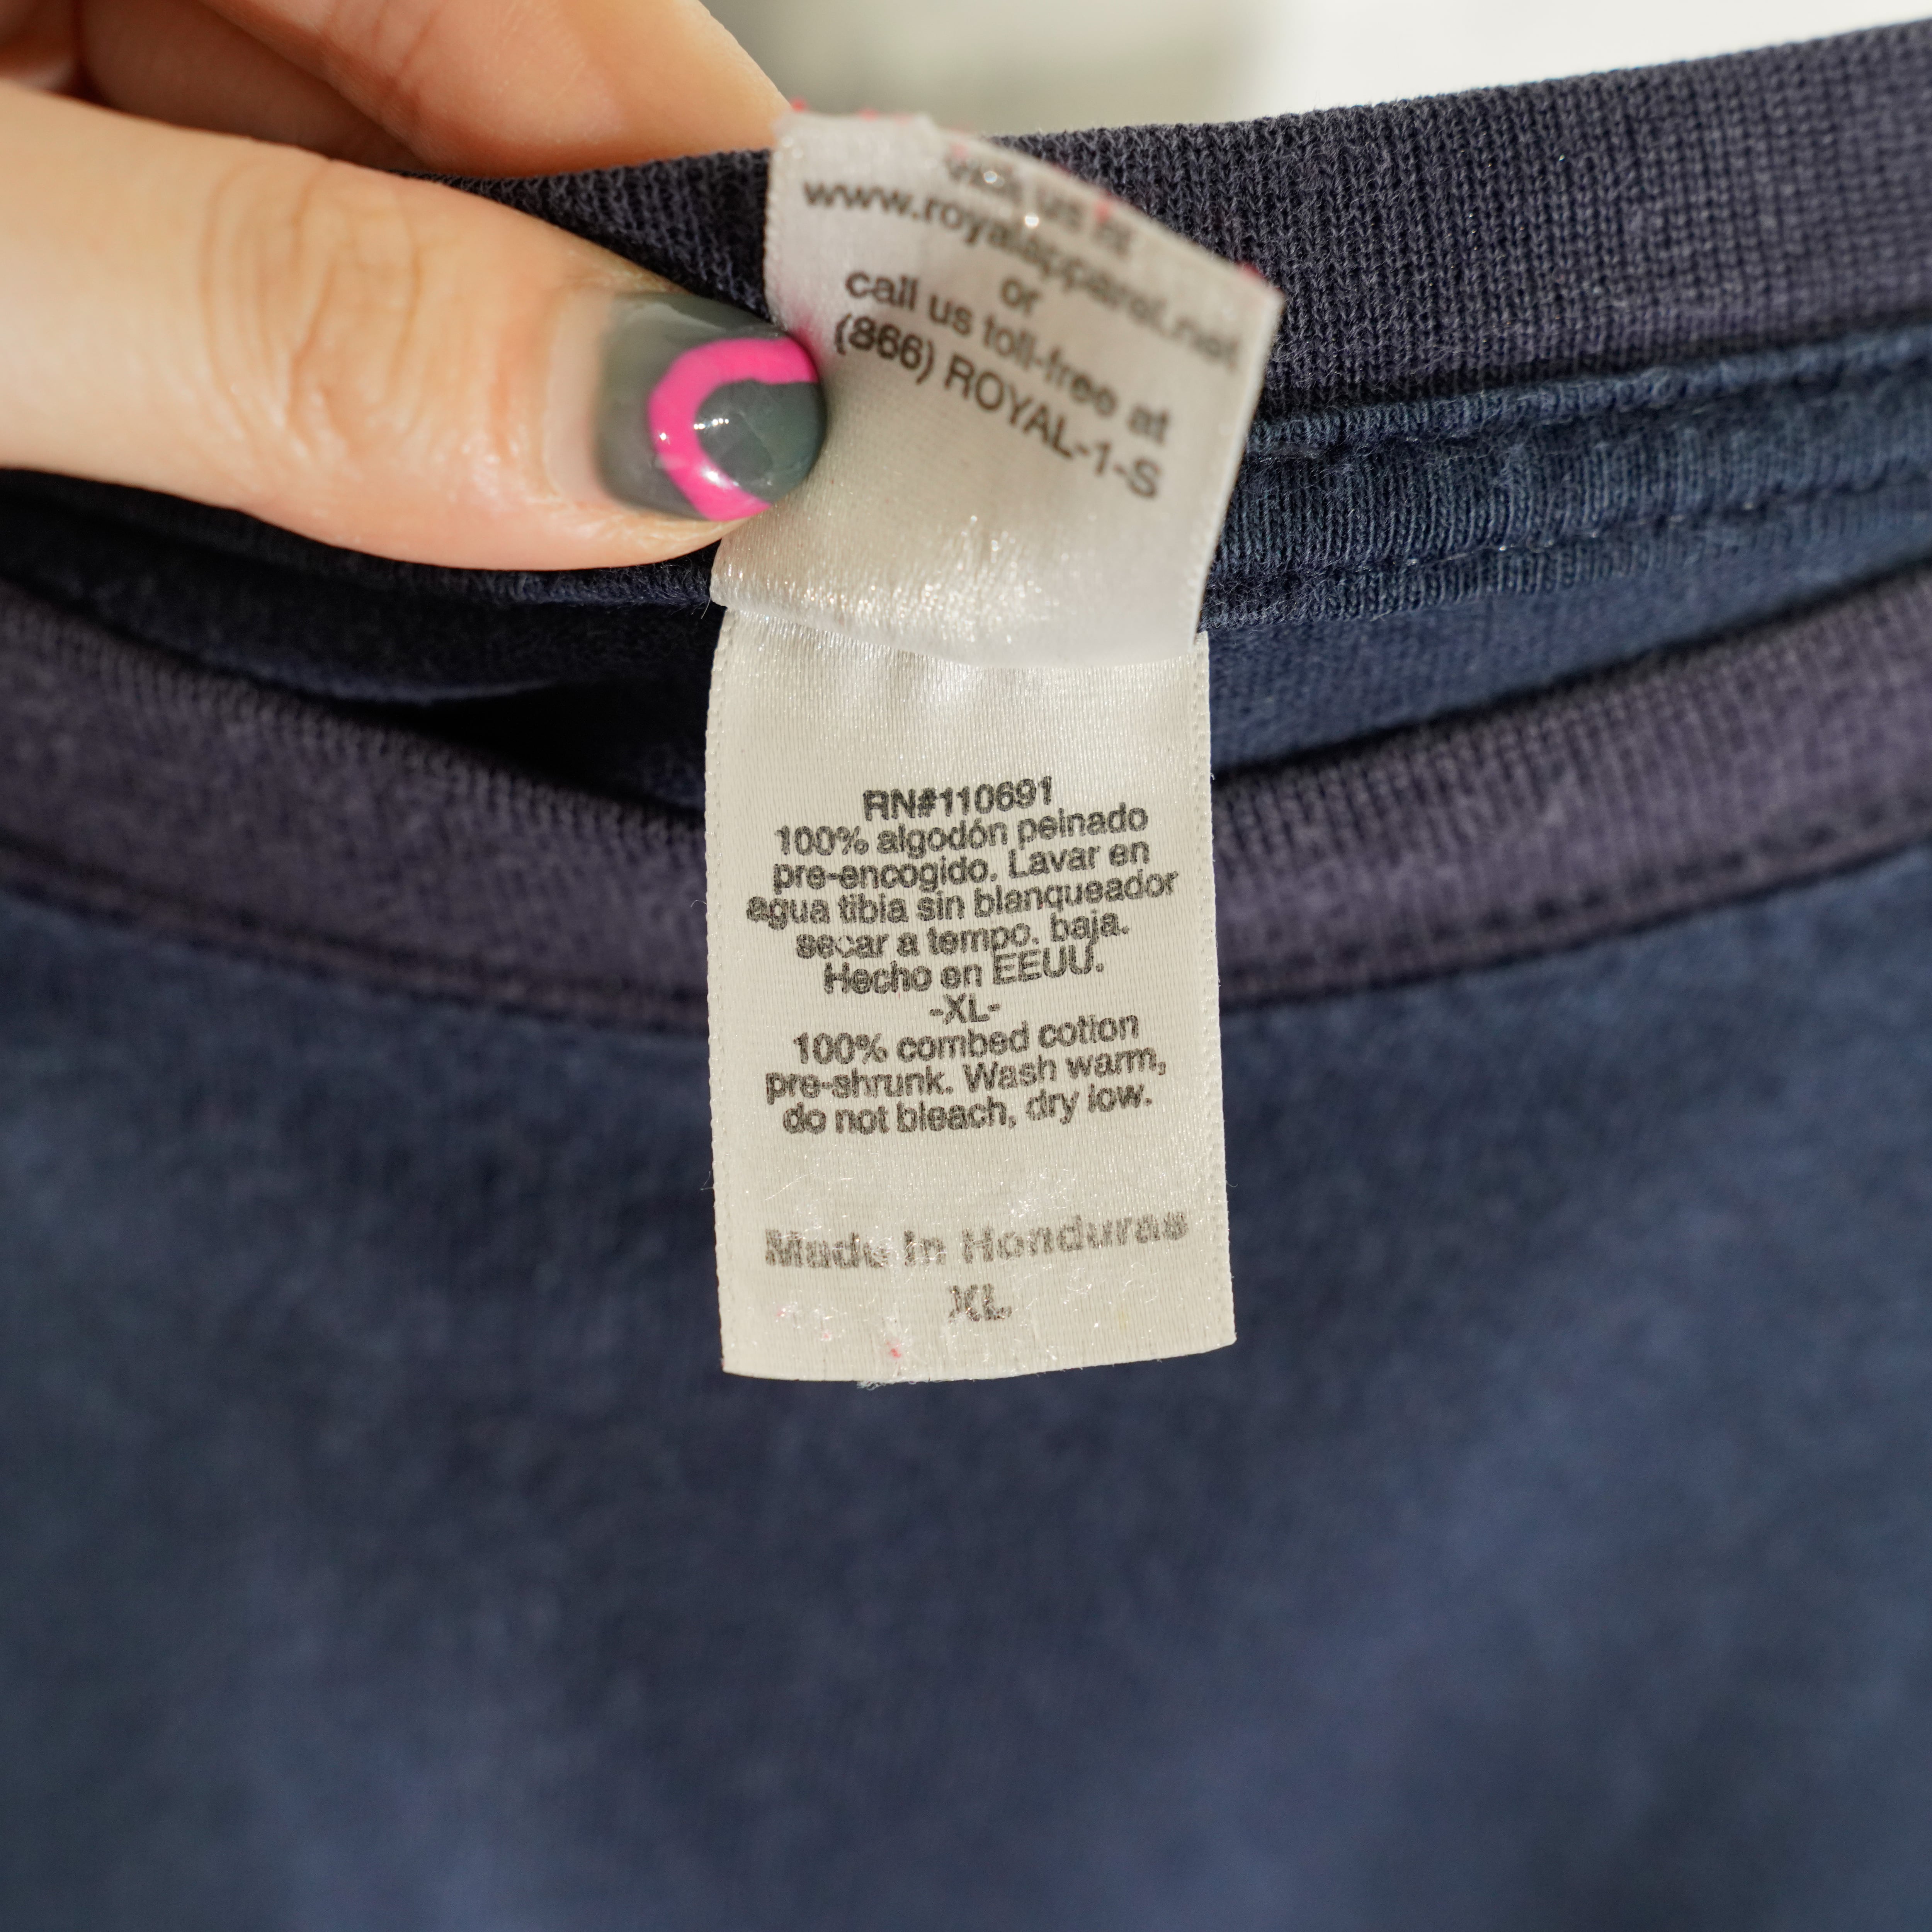 visit us at
www.royalapparel.net
or
call us toll-free at
(866) ROYAL-1-S
RN#110691
100% algodón peinado
pre-encogido. Lavar en
agua tibia sin blanqueador
secar a tempo. baja.
Hecho en EEUU.
-XL-
100% combed cotton
pre-shrunk. Wash warm,
do not bleach, dry low.
Made In Honduras
XL